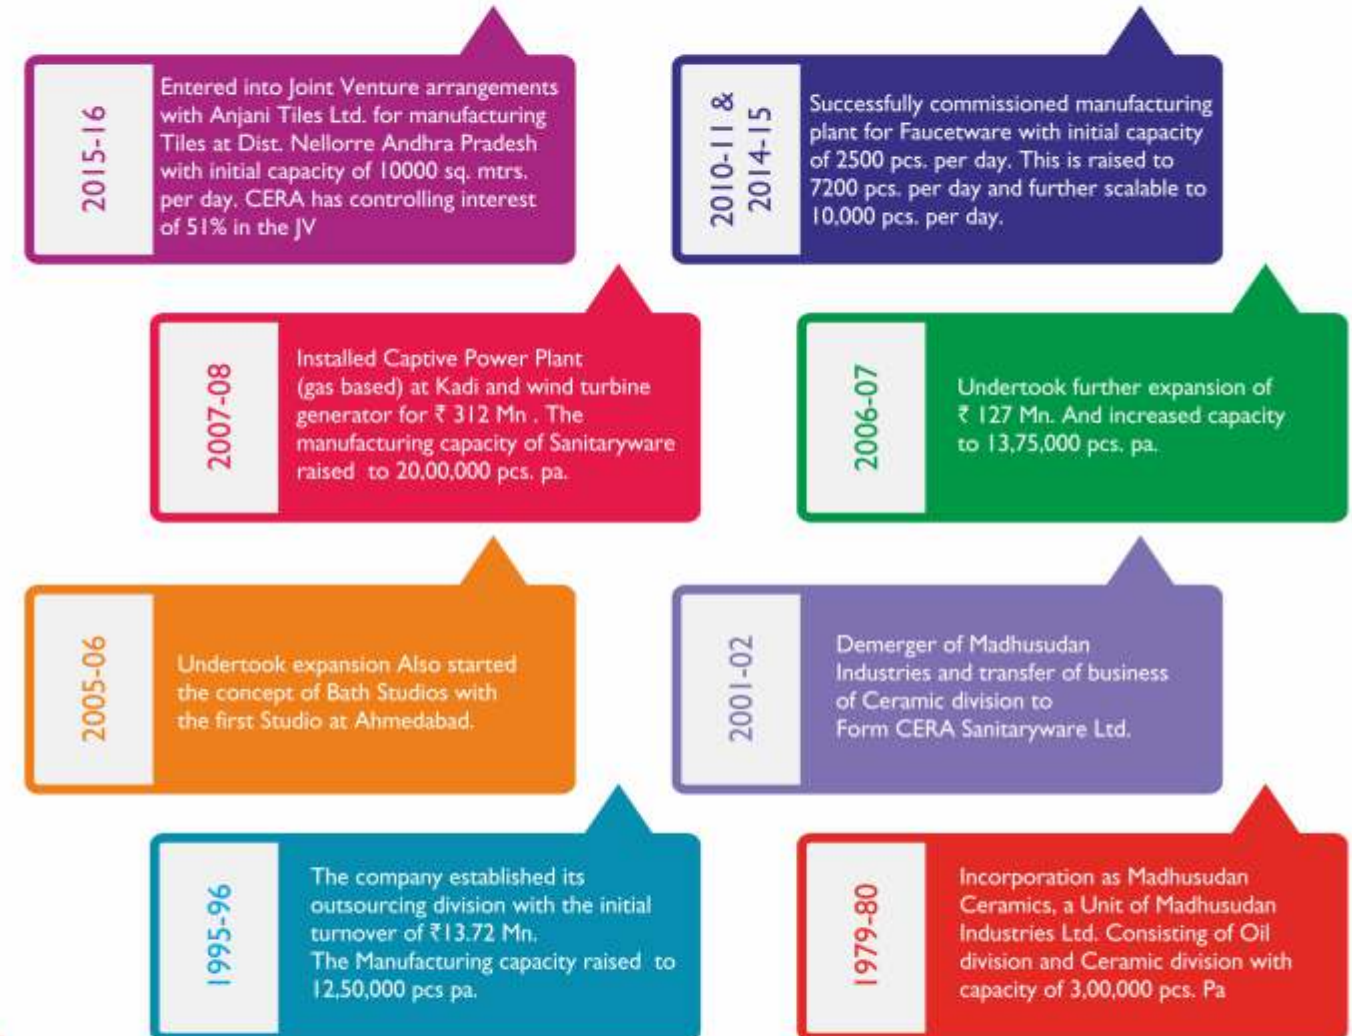 2015-16
Entered into Joint Venture arrangements
with Anjani Tiles Ltd. for manufacturing
Tiles at Dist. Nellorre Andhra Pradesh
with initial capacity of 10000 sq. mtrs.
per day. CERA has controlling interest
of 51% in the JV
2010-11 &
2014-15
Successfully commissioned manufacturing
plant for Faucetware with initial capacity
of 2500 pcs. per day. This is raised to
7200 pcs. per day and further scalable to
10,000 pcs. per day.
2007-08
Installed Captive Power Plant
(gas based) at Kadi and wind turbine
generator for ₹ 312 Mn . The
manufacturing capacity of Sanitaryware
raised to 20,00,000 pcs. pa.
2006-07
Undertook further expansion of
₹ 127 Mn. And increased capacity
to 13,75,000 pcs. pa.
2005-06
Undertook expansion Also started
the concept of Bath Studios with
the first Studio at Ahmedabad.
2001-02
Demerger of Madhusudan
Industries and transfer of business
of Ceramic division to
Form CERA Sanitaryware Ltd.
1995-96
The company established its
outsourcing division with the initial
turnover of ₹13.72 Mn.
The Manufacturing capacity raised to
12,50,000 pcs pa.
1979-80
Incorporation as Madhusudan
Ceramics, a Unit of Madhusudan
Industries Ltd. Consisting of Oil
division and Ceramic division with
capacity of 3,00,000 pcs. Pa